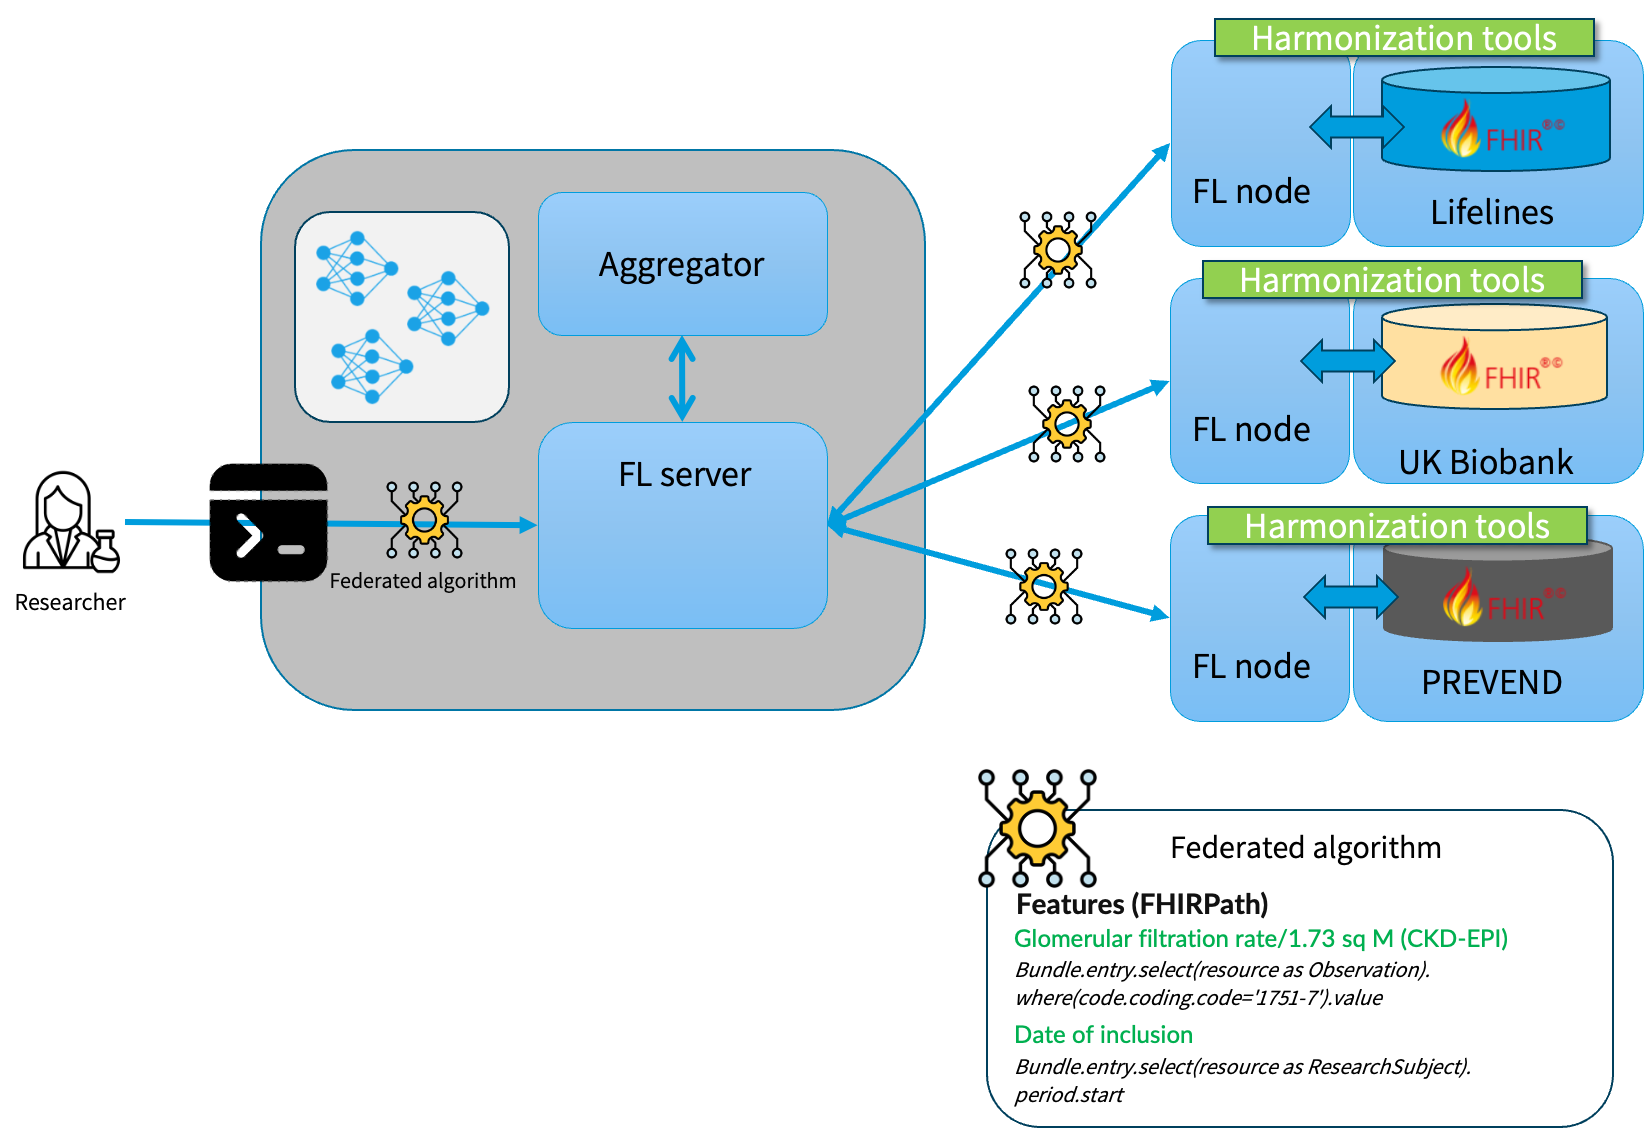 Harmonization tools
FHIR®©
FL node
Lifelines
Aggregator
Harmonization tools
FHIR®©
FL node
UK Biobank
FL server
Federated algorithm
Researcher
Harmonization tools
FHIR®©
FL node
PREVEND
Federated algorithm
Features (FHIRPath)
Glomerular filtration rate/1.73 sq M (CKD-EPI)
Bundle.entry.select(resource as Observation).
where(code.coding.code='1751-7').value
Date of inclusion
Bundle.entry.select(resource as ResearchSubject).
period.start